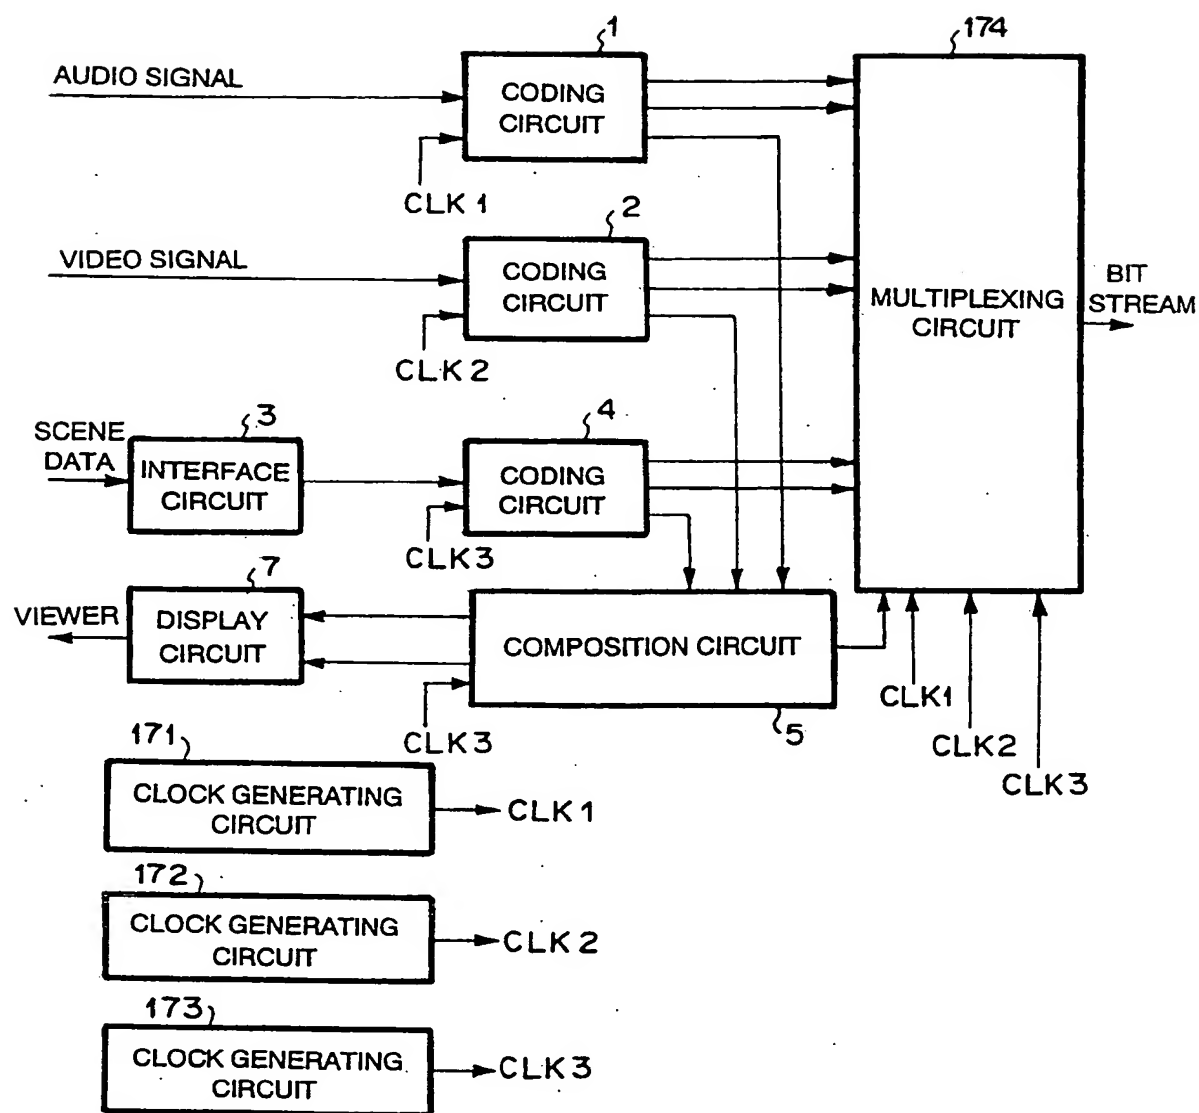 1
174
AUDIO SIGNAL
CODING
CIRCUIT
CLK 1
2
VIDEO SIGNAL
CODING
CIRCUIT
CLK2
MULTIPLEXING
CIRCUIT
BIT
STREAM
SCENE
DATA
3
INTERFACE
CIRCUIT
4
CODING
CIRCUIT
CLK3
7
VIEWER
DISPLAY
CIRCUIT
COMPOSITION CIRCUIT
5
CLK3
CLK1
CLK2
CLK3
171
CLOCK GENERATING
CIRCUIT
CLK 1
172
CLOCK GENERATING
CIRCUIT
CLK 2
173
CLOCK GENERATING
CIRCUIT
CLK 3